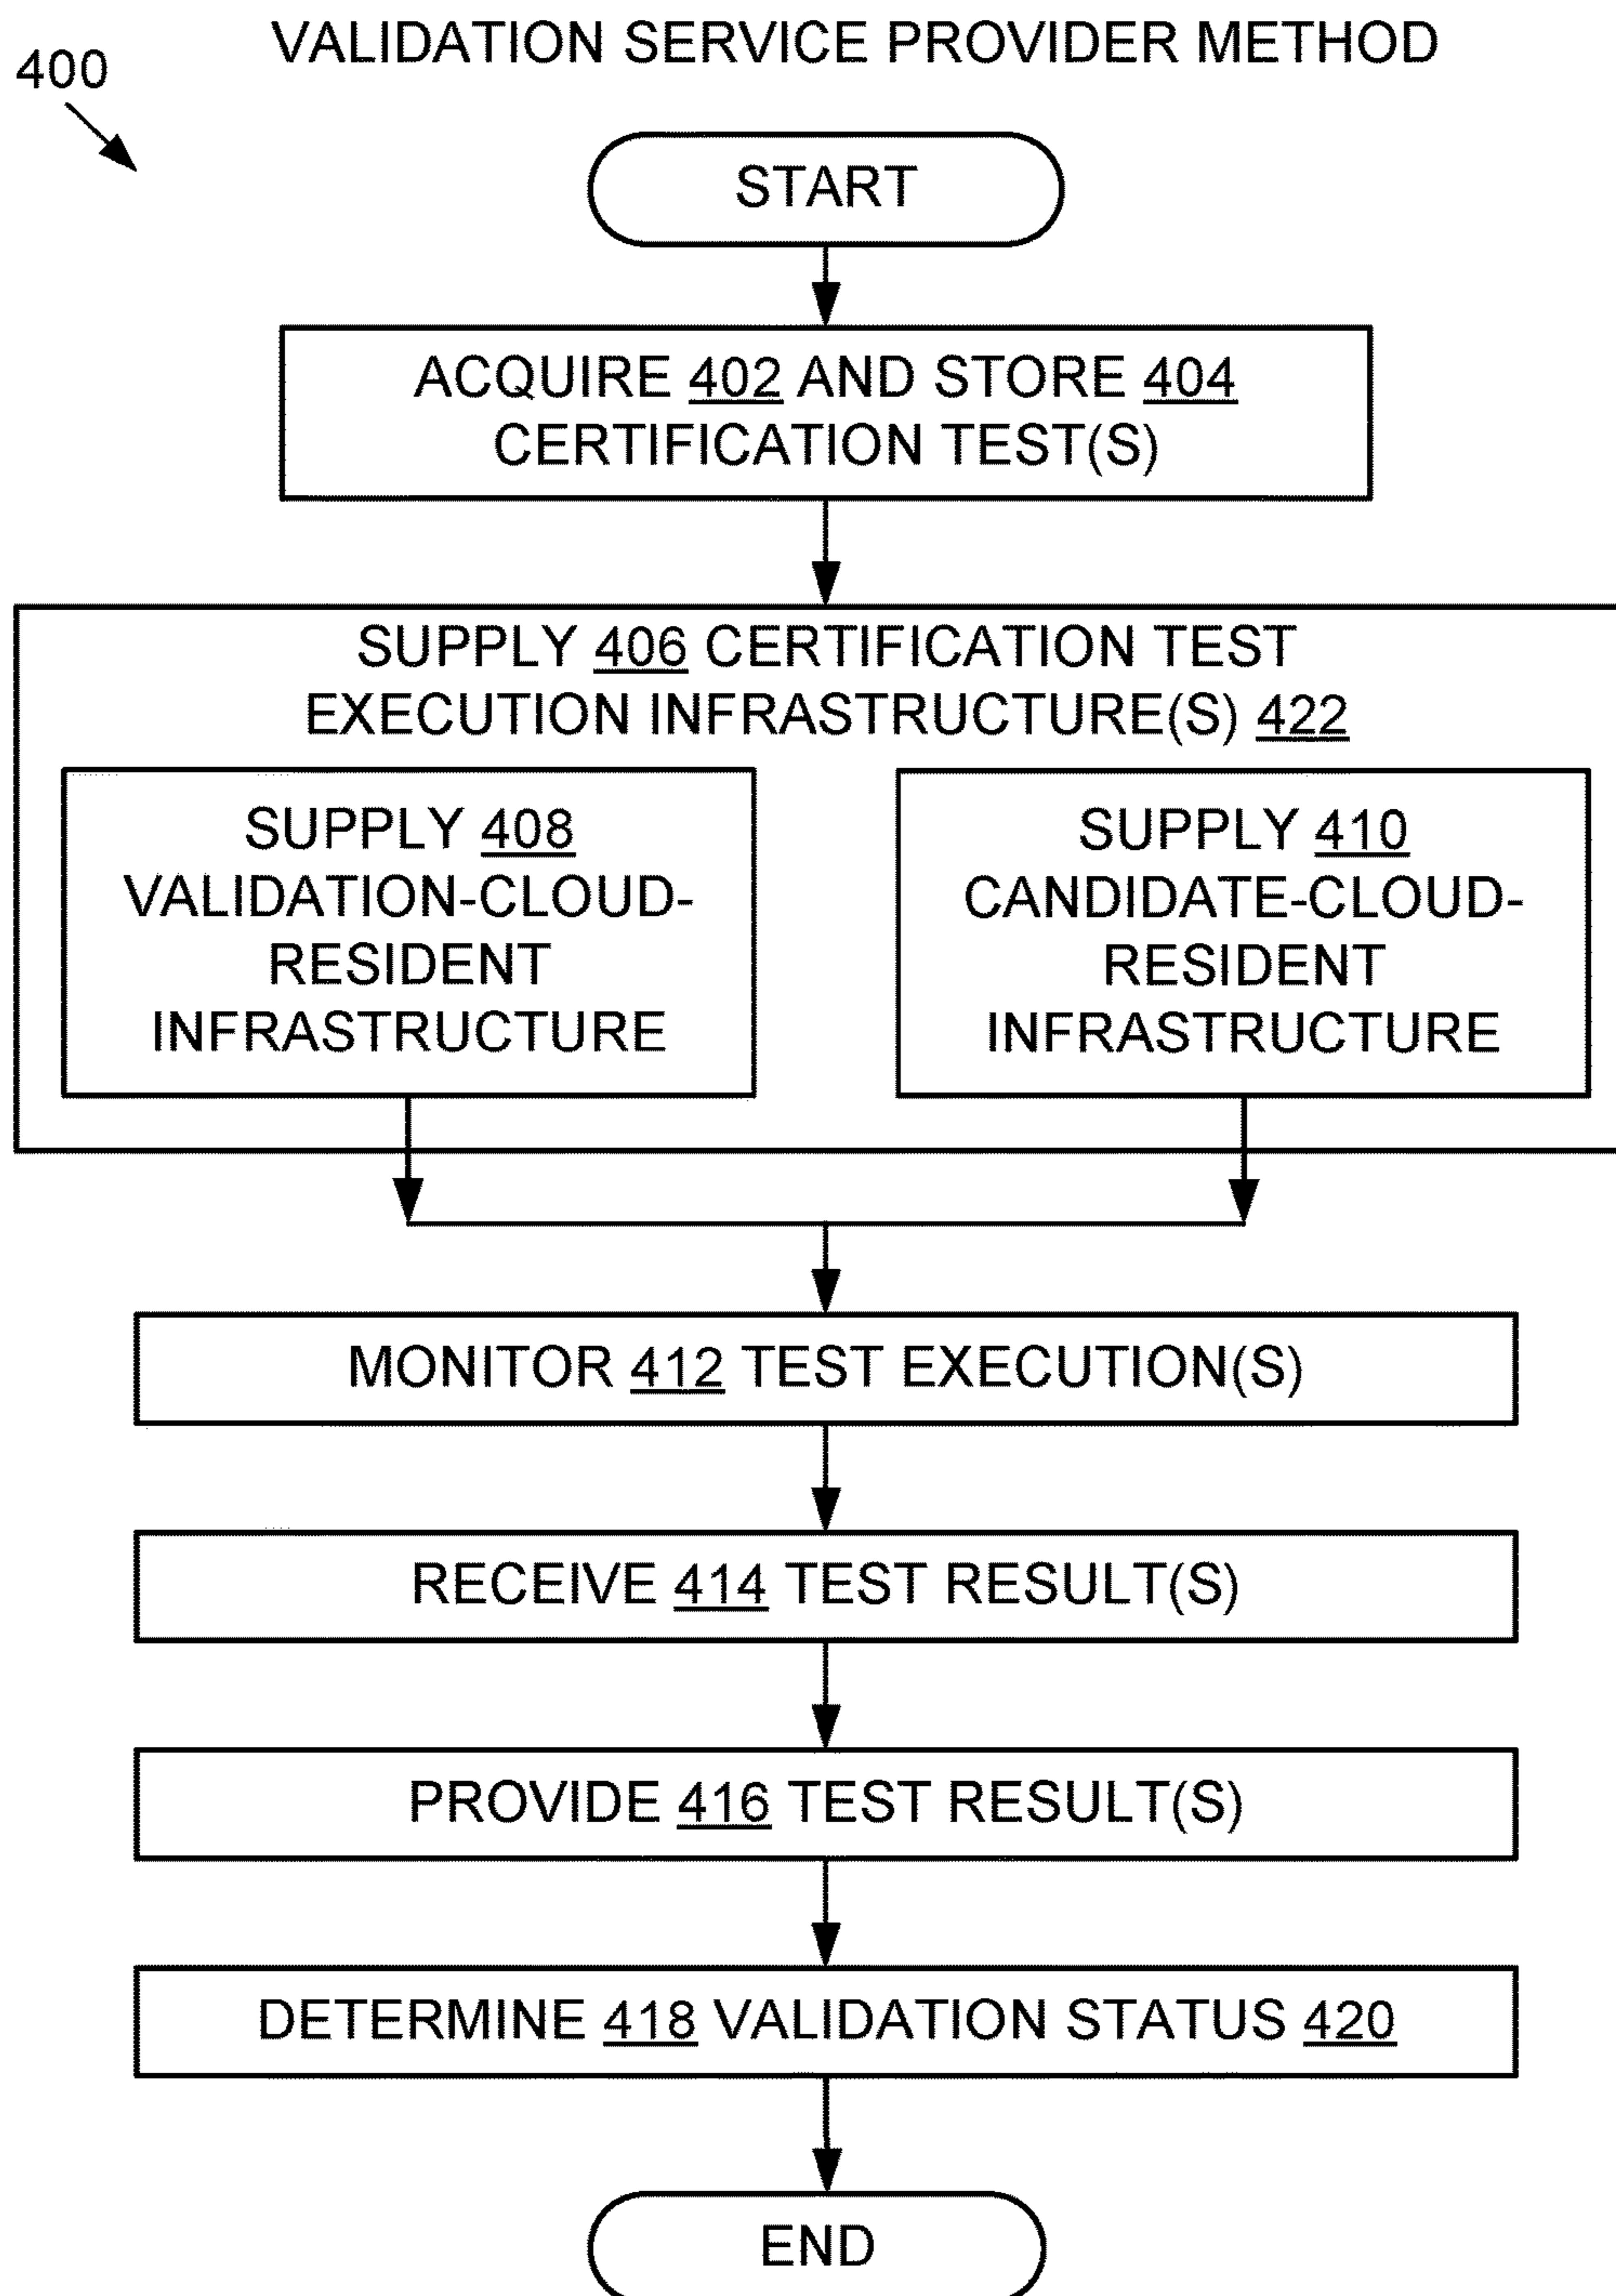 VALIDATION SERVICE PROVIDER METHOD
400
START
ACQUIRE 402 AND STORE 404
CERTIFICATION TEST(S)
SUPPLY 406 CERTIFICATION TEST
EXECUTION INFRASTRUCTURE(S) 422
SUPPLY 408
VALIDATION-CLOUD-
RESIDENT
INFRASTRUCTURE
SUPPLY 410
CANDIDATE-CLOUD-
RESIDENT
INFRASTRUCTURE
MONITOR 412 TEST EXECUTION(S)
RECEIVE 414 TEST RESULT(S)
PROVIDE 416 TEST RESULT(S)
DETERMINE 418 VALIDATION STATUS 420
END